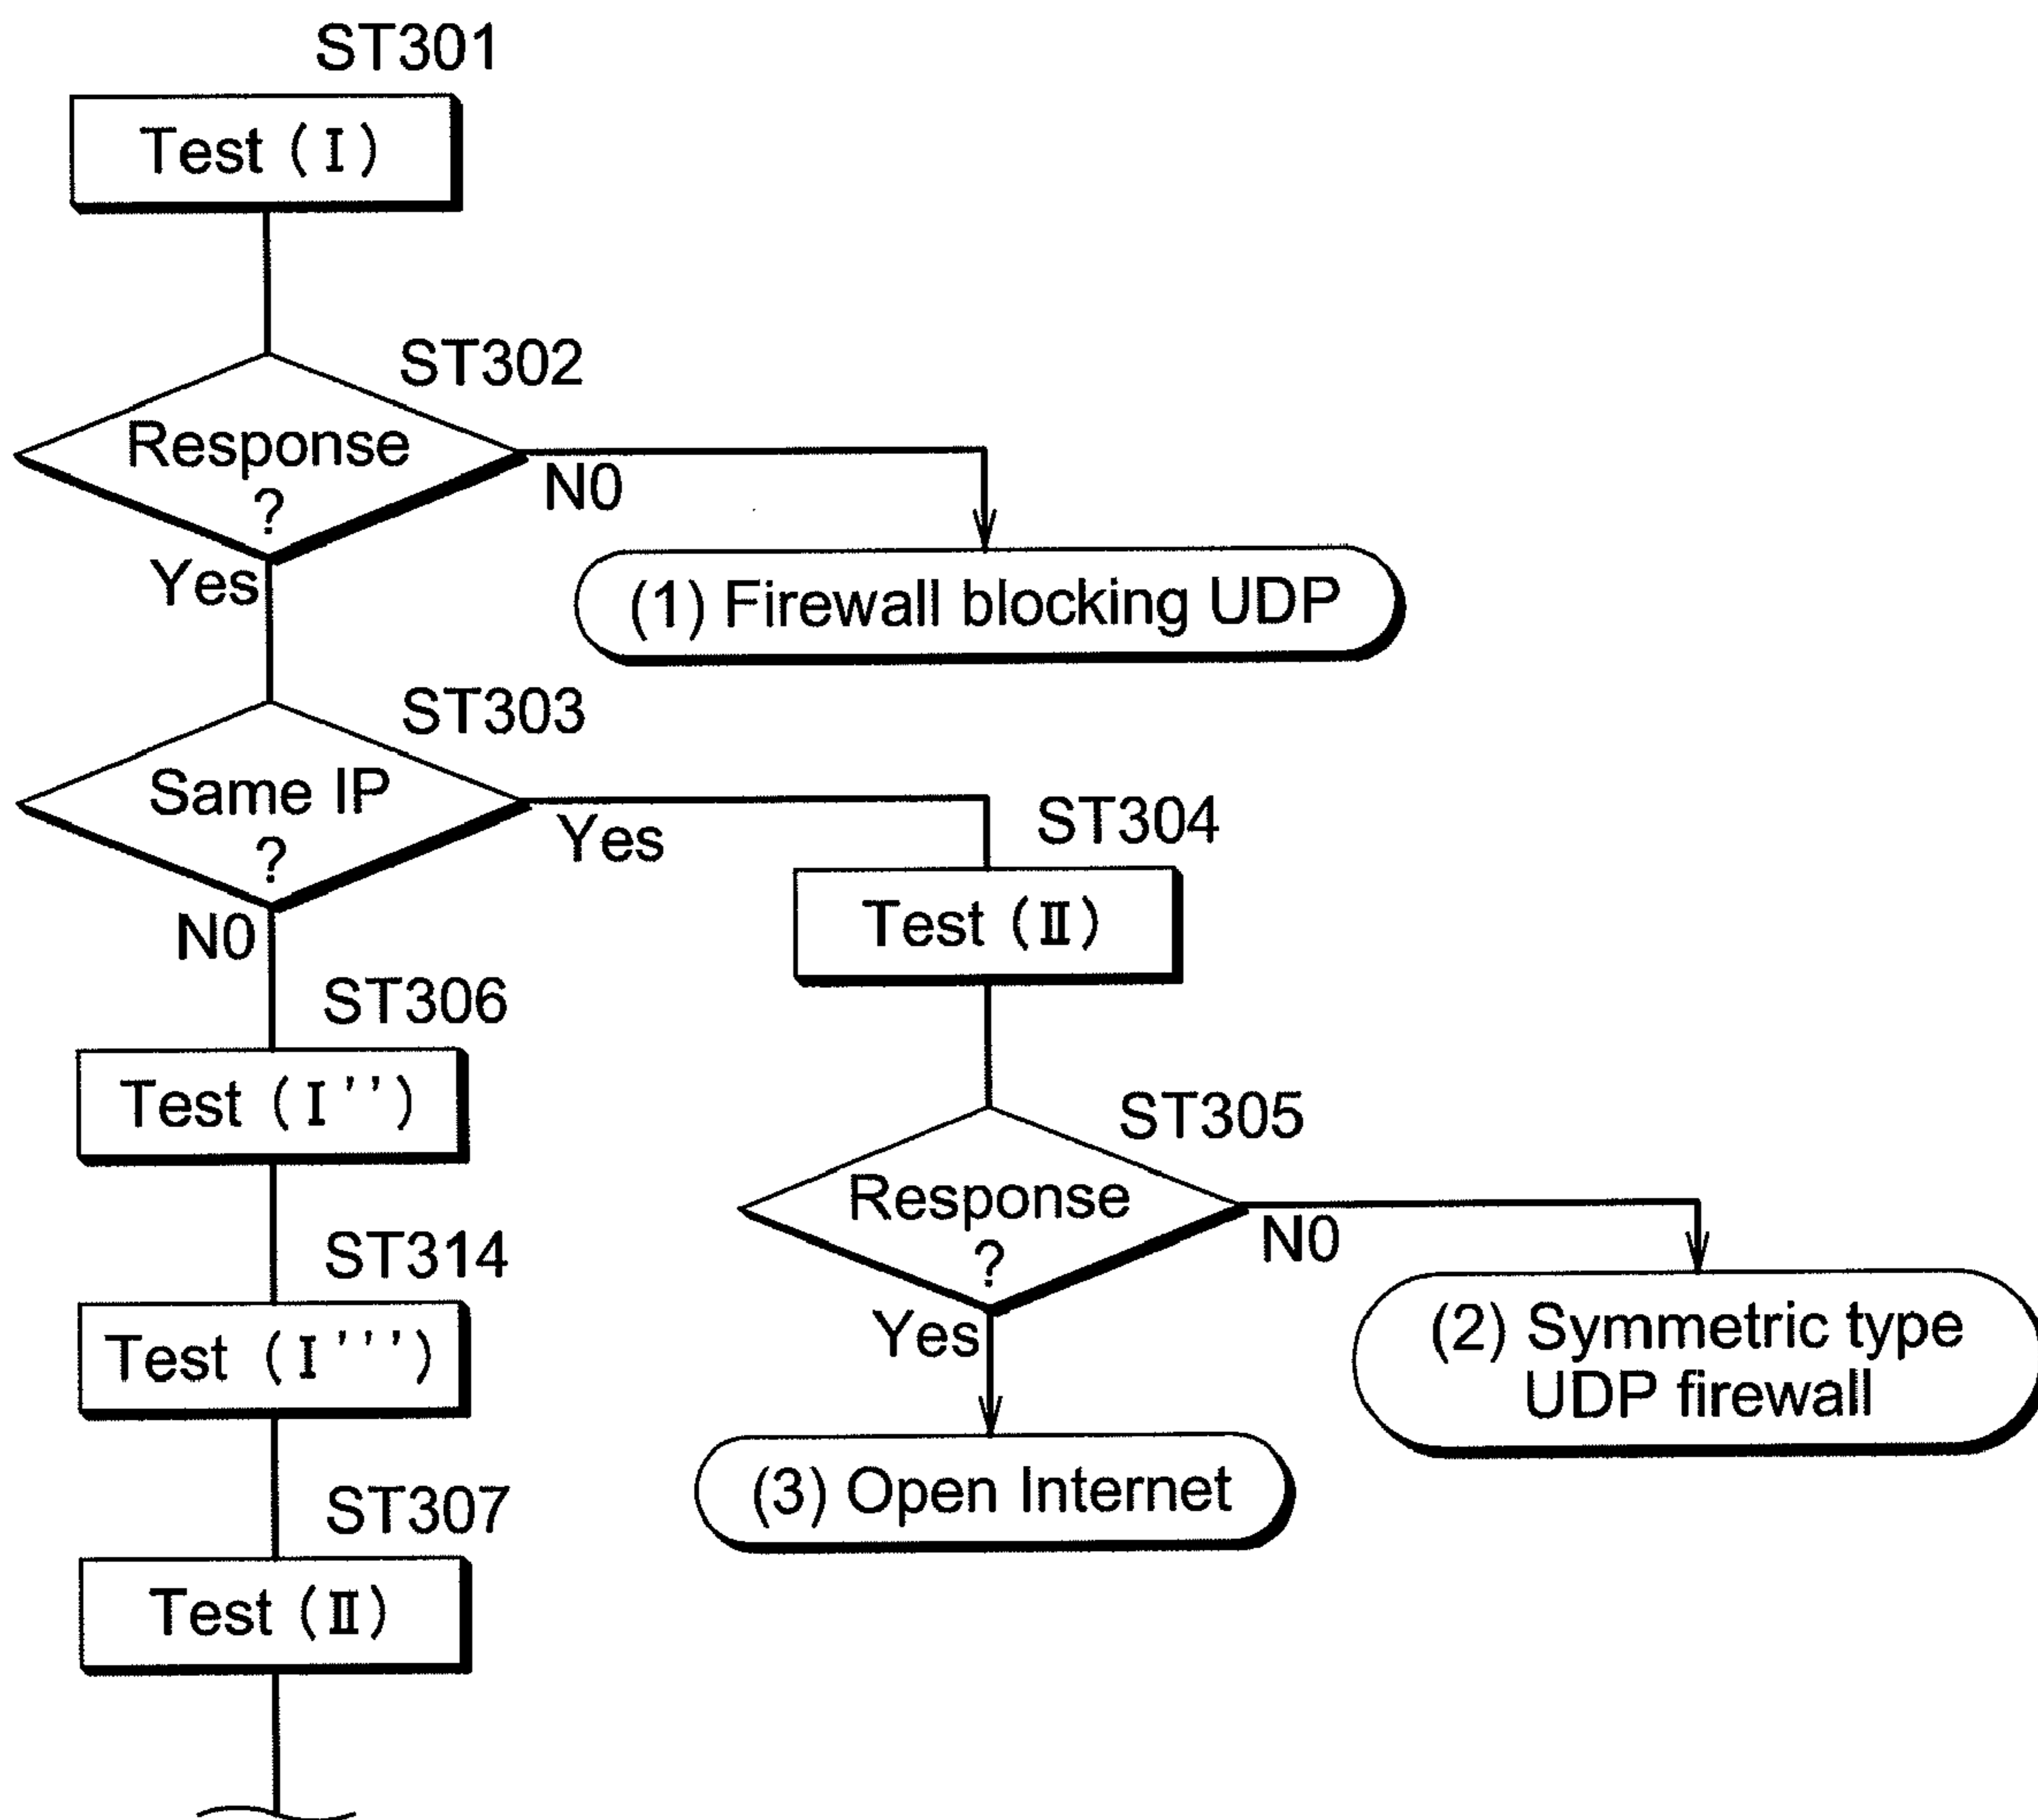 ST301
Test (I)
ST302
Response
?
N0
Yes
(1) Firewall blocking UDP
ST303
Same IP
?
Yes
N0
ST304
Test (II)
ST306
Test (I'')
ST305
Response
?
N0
Yes
ST314
Test (I''')
(2) Symmetric type
UDP firewall
(3) Open Internet
ST307
Test (II)